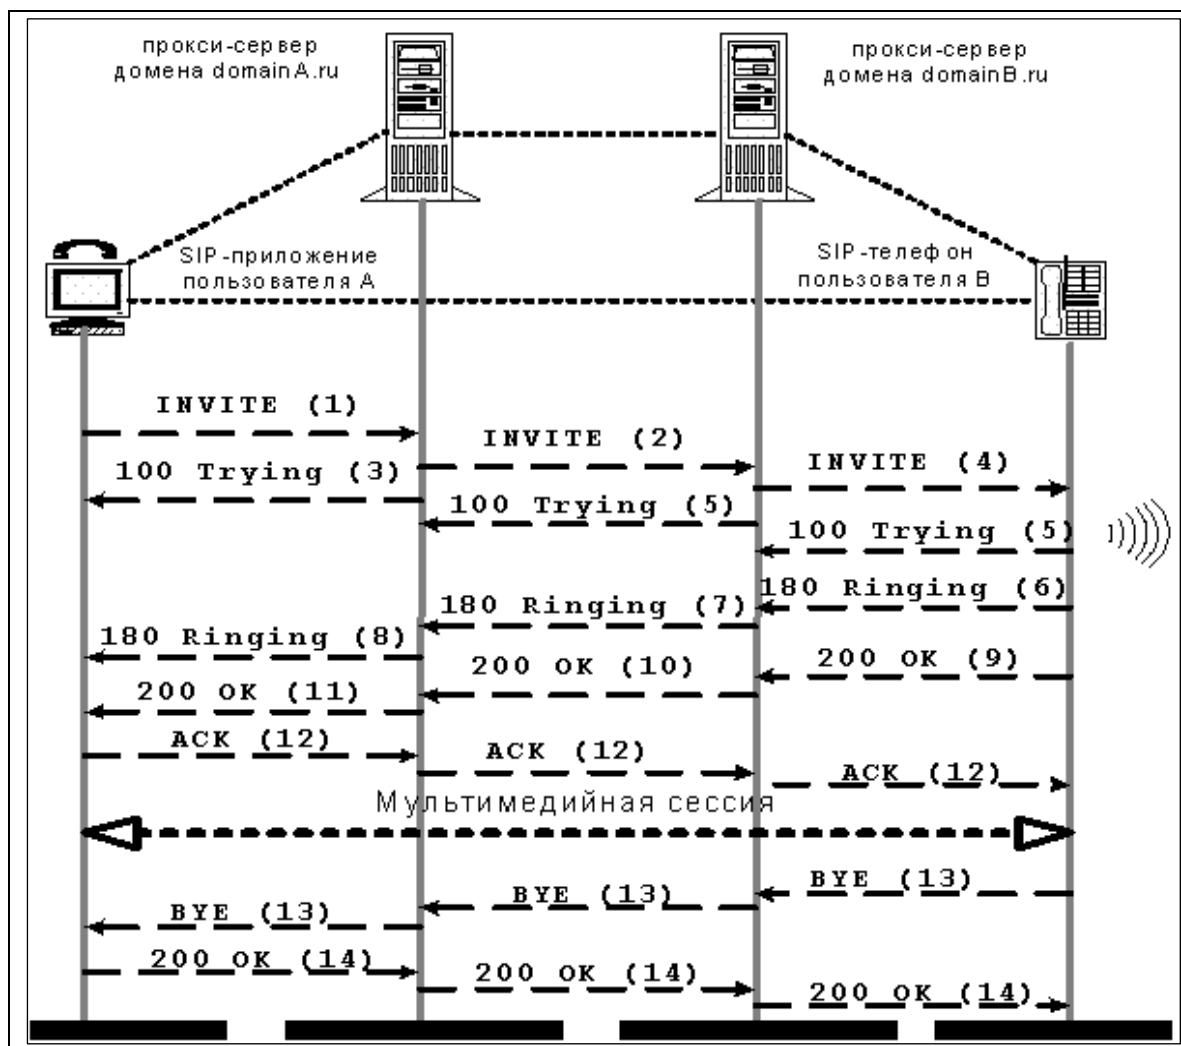 прокси-сервер
домена domainA.ru
прокси-сервер
домена domainB.ru
SIP-приложение
пользователя A
SIP-телефон
пользователя B
INVITE (1)
INVITE (2)
INVITE (4)
100 Trying (3)
100 Trying (5)
100 Trying (5)
180 Ringing (6)
180 Ringing (7)
180 Ringing (8)
200 OK (9)
200 OK (10)
200 OK (11)
ACK (12)
ACK (12)
ACK (12)
Мультимедийная сессия
BYE (13)
BYE (13)
BYE (13)
200 OK (14)
200 OK (14)
200 OK (14)